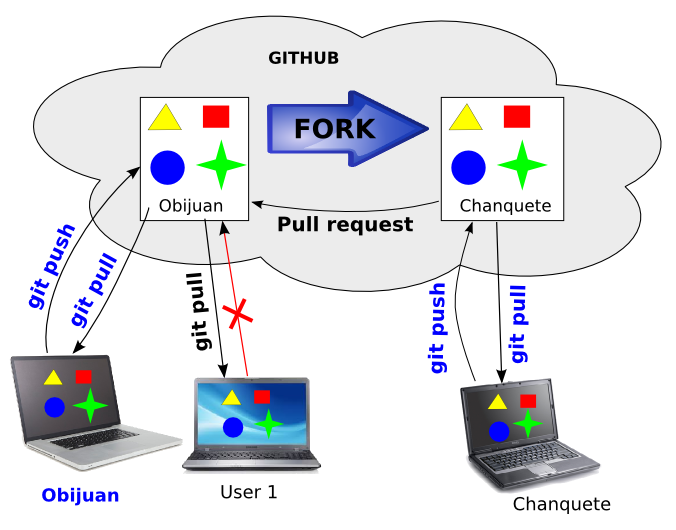 GITHUB
FORK
Obijuan
Chanquete
Pull request
git push
git pull
git pull
git push
git pull
Obijuan
User 1
Chanquete